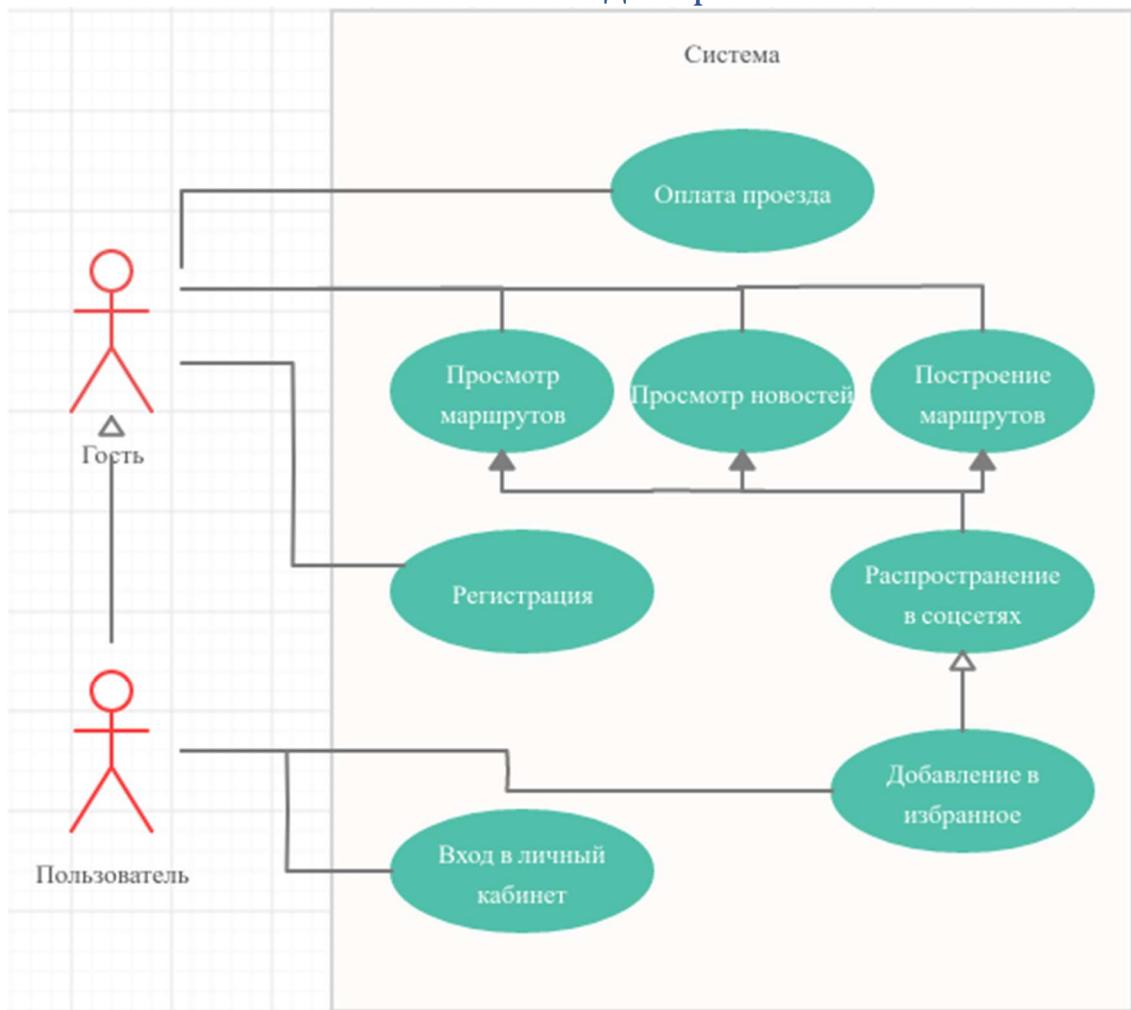 Система
Оплата проезда
Просмотр
маршрутов
Просмотр новостей
Построение
маршрутов
Гость
Регистрация
Распространение
в соцсетях
Добавление в
избранное
Вход в личный
кабинет
Пользователь